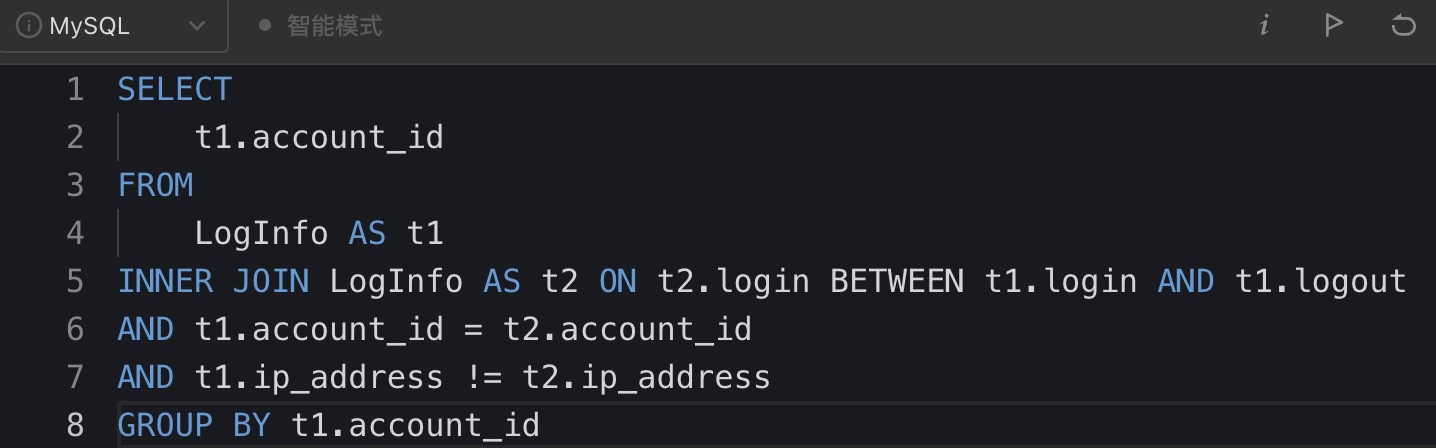 MySQL 智能模式
1 SELECT
2     t1.account_id
3 FROM
4     LogInfo AS t1
5 INNER JOIN LogInfo AS t2 ON t2.login BETWEEN t1.login AND t1.logout
6 AND t1.account_id = t2.account_id
7 AND t1.ip_address != t2.ip_address
8 GROUP BY t1.account_id